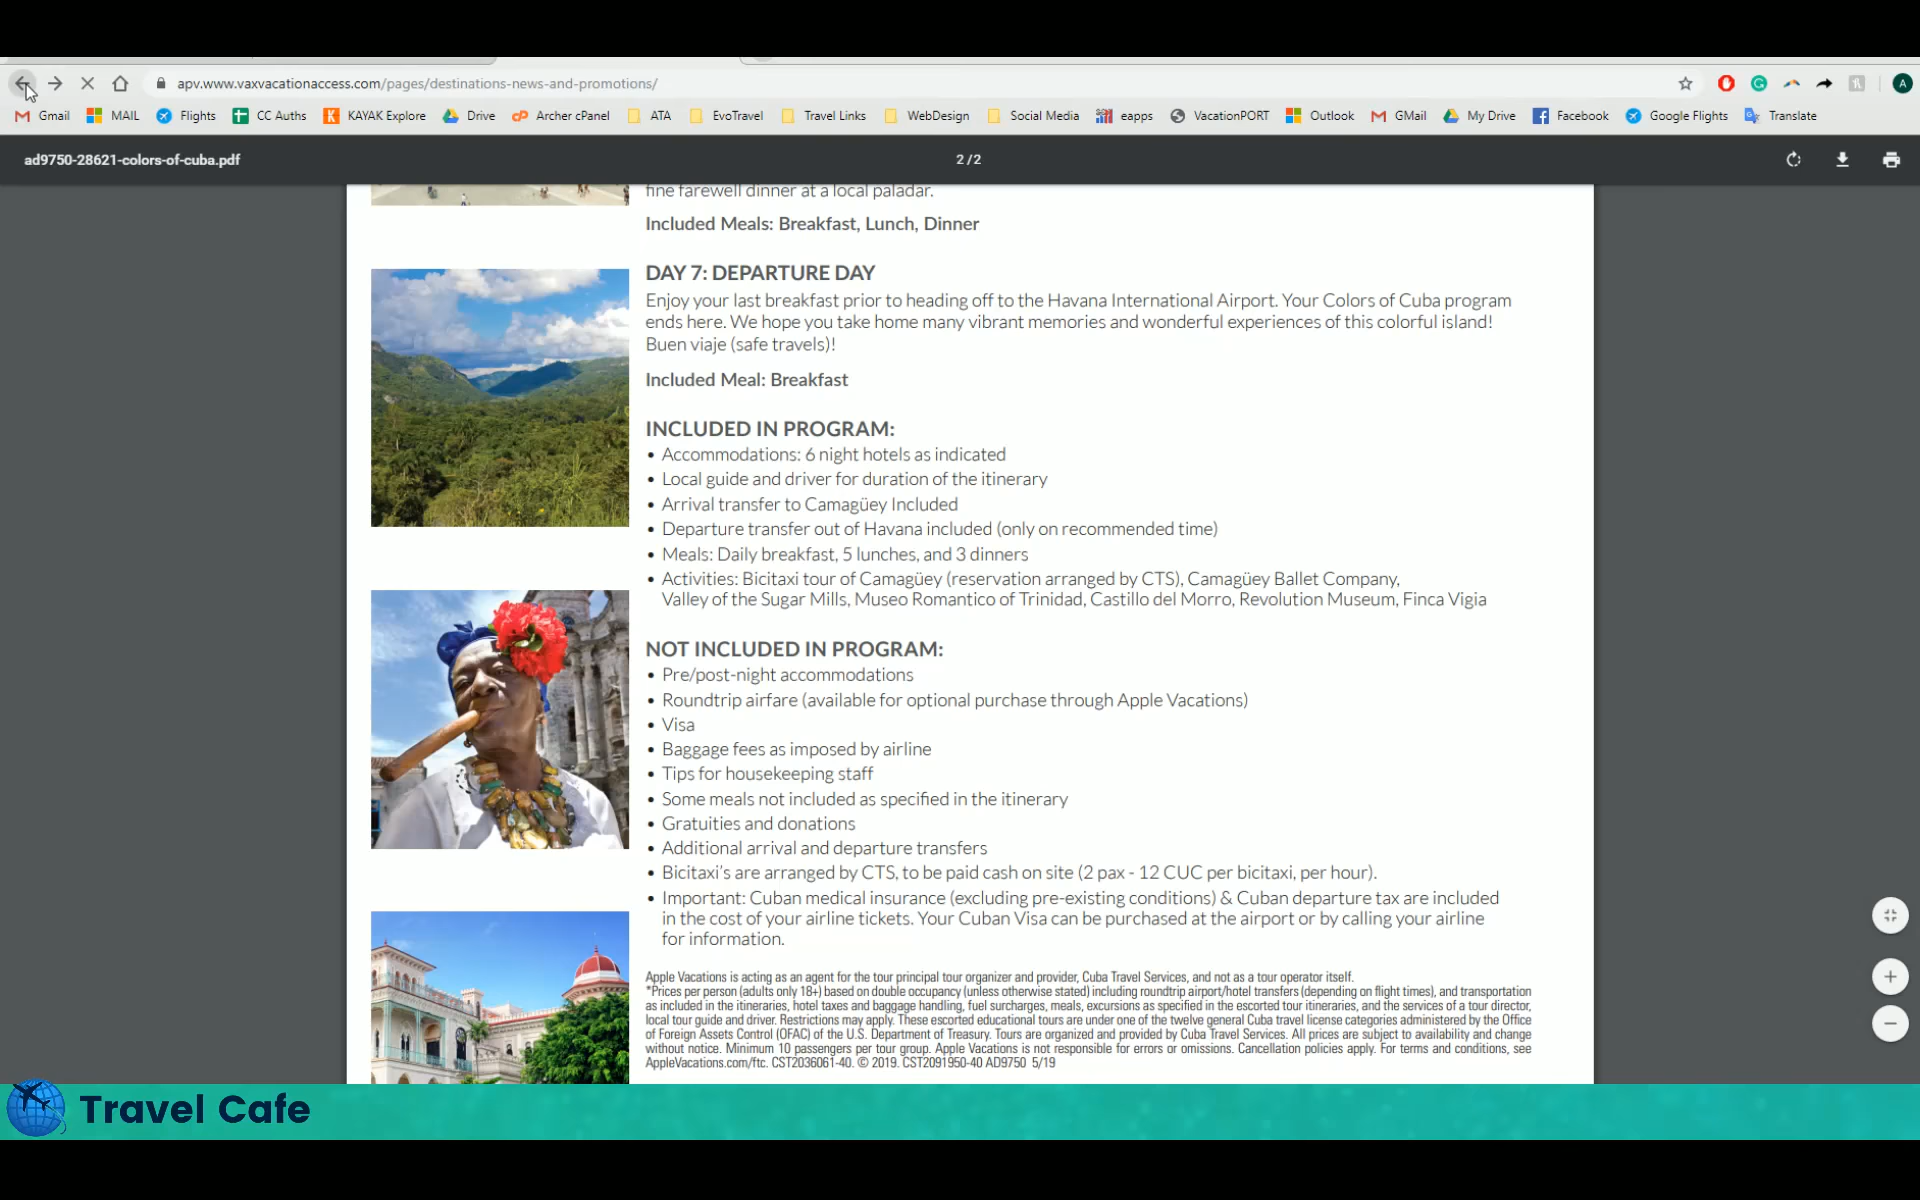 apv.www.vaxvacationaccess.com/pages/destinations-news-and-promotions/
A
Gmail MAIL Flights CC Auths KAYAK Explore Drive Archer cPanel ATA EvoTravel Travel Links WebDesign Social Media eapps VacationPORT Outlook GMail My Drive Facebook Google Flights Translate
ad9750-28621-colors-of-cuba.pdf 2 / 2
fine farewell dinner at a local paladar.
Included Meals: Breakfast, Lunch, Dinner
DAY 7: DEPARTURE DAY
Enjoy your last breakfast prior to heading off to the Havana International Airport. Your Colors of Cuba program
ends here. We hope you take home many vibrant memories and wonderful experiences of this colorful island!
Buen viaje (safe travels)!
Included Meal: Breakfast
INCLUDED IN PROGRAM:
• Accommodations: 6 night hotels as indicated
• Local guide and driver for duration of the itinerary
• Arrival transfer to Camagüey Included
• Departure transfer out of Havana included (only on recommended time)
• Meals: Daily breakfast, 5 lunches, and 3 dinners
• Activities: Bicitaxi tour of Camagüey (reservation arranged by CTS), Camagüey Ballet Company,
Valley of the Sugar Mills, Museo Romantico of Trinidad, Castillo del Morro, Revolution Museum, Finca Vigia
NOT INCLUDED IN PROGRAM:
• Pre/post-night accommodations
• Roundtrip airfare (available for optional purchase through Apple Vacations)
• Visa
• Baggage fees as imposed by airline
• Tips for housekeeping staff
• Some meals not included as specified in the itinerary
• Gratuities and donations
• Additional arrival and departure transfers
• Bicitaxi's are arranged by CTS, to be paid cash on site (2 pax - 12 CUC per bicitaxi, per hour).
• Important: Cuban medical insurance (excluding pre-existing conditions) & Cuban departure tax are included
in the cost of your airline tickets. Your Cuban Visa can be purchased at the airport or by calling your airline
for information.
Apple Vacations is acting as an agent for the tour principal tour organizer and provider, Cuba Travel Services, and not as a tour operator itself.
*Prices per person (adults only 18+) based on double occupancy (unless otherwise stated) including roundtrip airport/hotel transfers (depending on flight times), and transportation
as included in the itineraries, hotel taxes and baggage handling, fuel surcharges, meals, excursions as specified in the escorted tour itineraries, and the services of a tour director,
local tour guide and driver. Restrictions may apply. These escorted educational tours are under one of the twelve general Cuba travel license categories administered by the Office
of Foreign Assets Control (OFAC) of the U.S. Department of Treasury. Tours are organized and provided by Cuba Travel Services. All prices are subject to availability and change
without notice. Minimum 10 passengers per tour group. Apple Vacations is not responsible for errors or omissions. Cancellation policies apply. For terms and conditions, see
AppleVacations.com/ftc. CST2036061-40. © 2019. CST2091950-40 AD9750 5/19
Travel Cafe